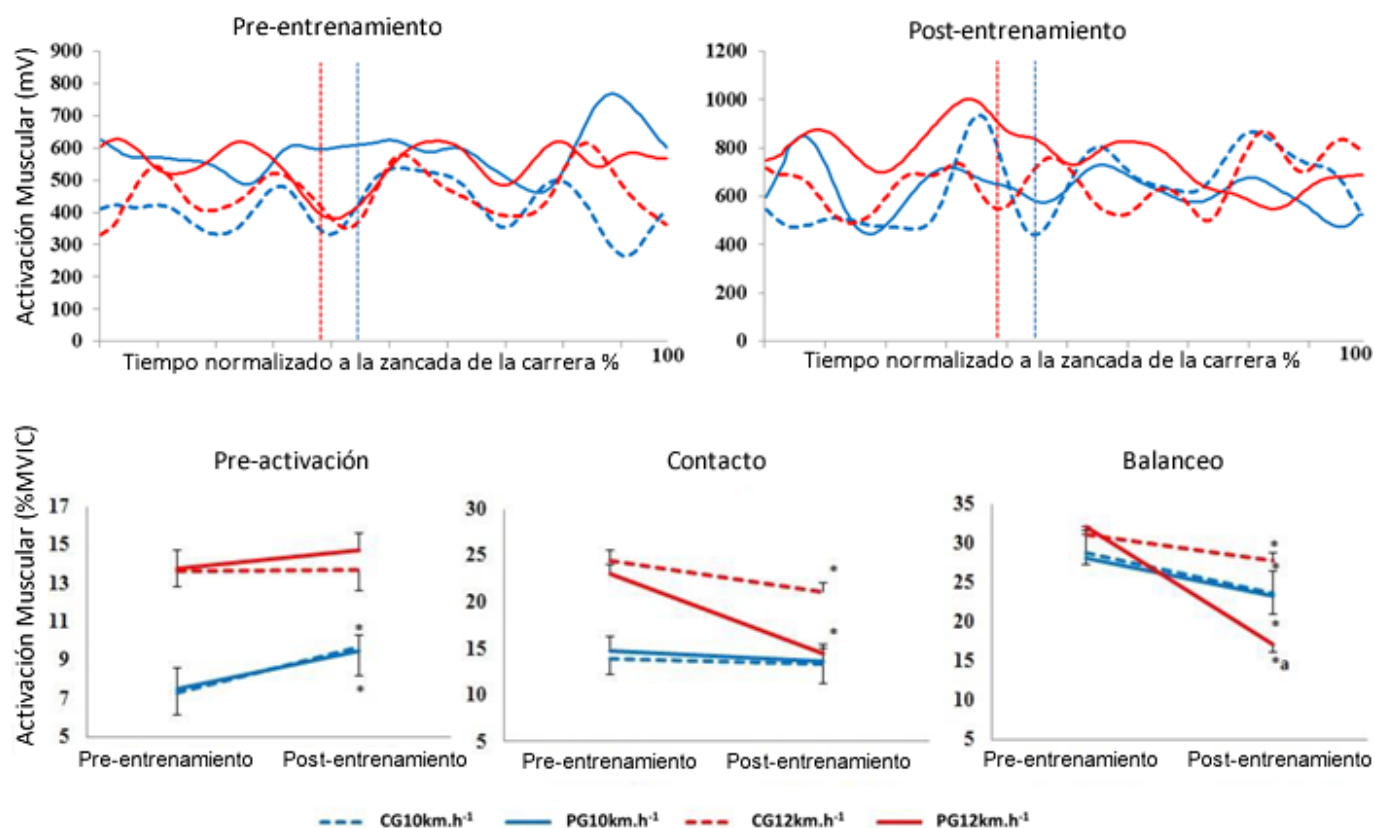 Pre-entrenamiento
Post-entrenamiento
Activación Muscular (mV)
900
800
700
600
500
400
300
200
100
0
1200
1000
800
600
400
200
0
100
100
Tiempo normalizado a la zancada de la carrera %
Tiempo normalizado a la zancada de la carrera %
Activación Muscular (%MVIC)
Pre-activación
17
15
13
11
9
7
5
*
*
Pre-entrenamiento
Post-entrenamiento
Contacto
30
25
20
15
10
5
*
*
Pre-entrenamiento
Post-entrenamiento
Balanceo
35
30
25
20
15
10
5
*
*
*
*a
Pre-entrenamiento
Post-entrenamiento
CG10km.h⁻¹ PG10km.h⁻¹ CG12km.h⁻¹ PG12km.h⁻¹